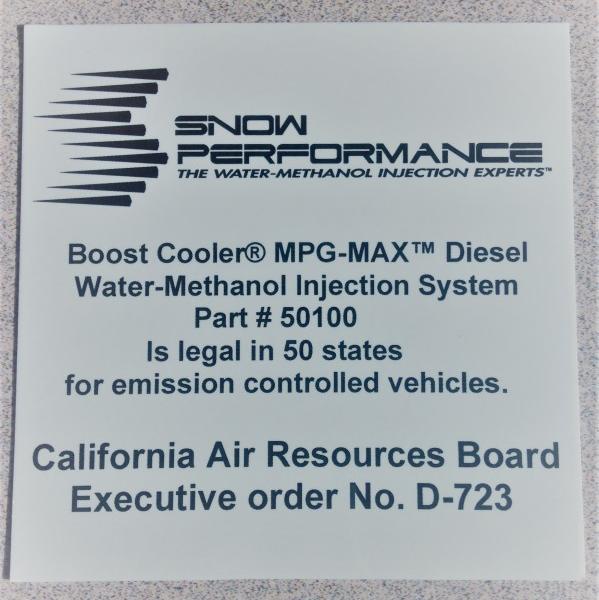 SNOW
PERFORMANCE
THE WATER-METHANOL INJECTION EXPERTS™
Boost Cooler® MPG-MAX™ Diesel
Water-Methanol Injection System
Part # 50100
Is legal in 50 states
for emission controlled vehicles.
California Air Resources Board
Executive order No. D-723